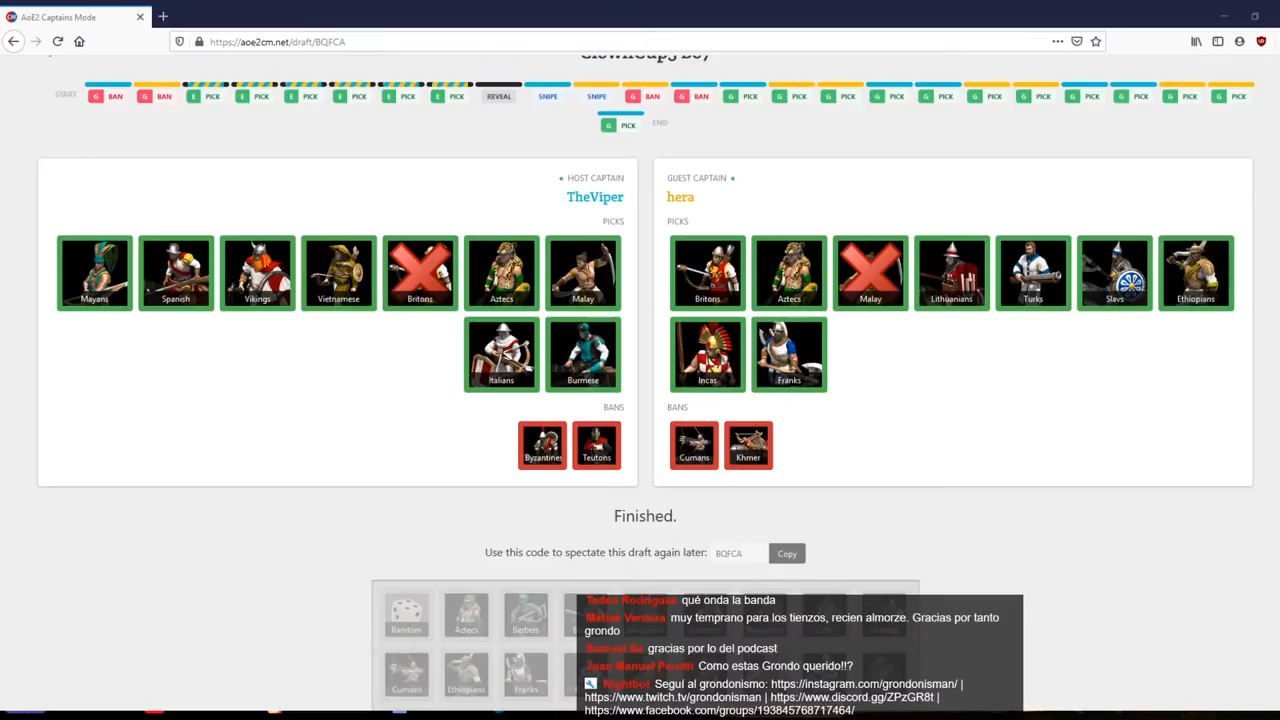 AoE2 Captains Mode
https://aoe2cm.net/draft/BQFCA
START
G BAN
G BAN
E PICK
E PICK
E PICK
E PICK
E PICK
E PICK
REVEAL
SNIPE
SNIPE
G BAN
G BAN
G PICK
G PICK
G PICK
G PICK
G PICK
G PICK
G PICK
G PICK
G PICK
G PICK
G PICK
G PICK
END
HOST CAPTAIN
TheViper
PICKS
Mayans
Spanish
Vikings
Vietnamese
Britons
Aztecs
Malay
Italians
Burmese
BANS
Byzantines
Teutons
GUEST CAPTAIN
hera
PICKS
Britons
Aztecs
Malay
Lithuanians
Turks
Slavs
Ethiopians
Incas
Franks
BANS
Cumans
Khmer
Finished.
Use this code to spectate this draft again later: BQFCA Copy
Random
Aztecs
Berbers
Cumans
Ethiopians
Franks
qué onda la banda
Matias Ventura muy temprano para los tienzos, recien almorze. Gracias por tanto
grondo
gracias por lo del podcast
Juan Manuel Perotti Como estas Grondo querido!!?
Nightbot Seguí al grondonismo: https://instagram.com/grondonisman/ |
https://www.twitch.tv/grondonisman | https://www.discord.gg/ZPzGR8t |
https://www.facebook.com/groups/193845768717464/